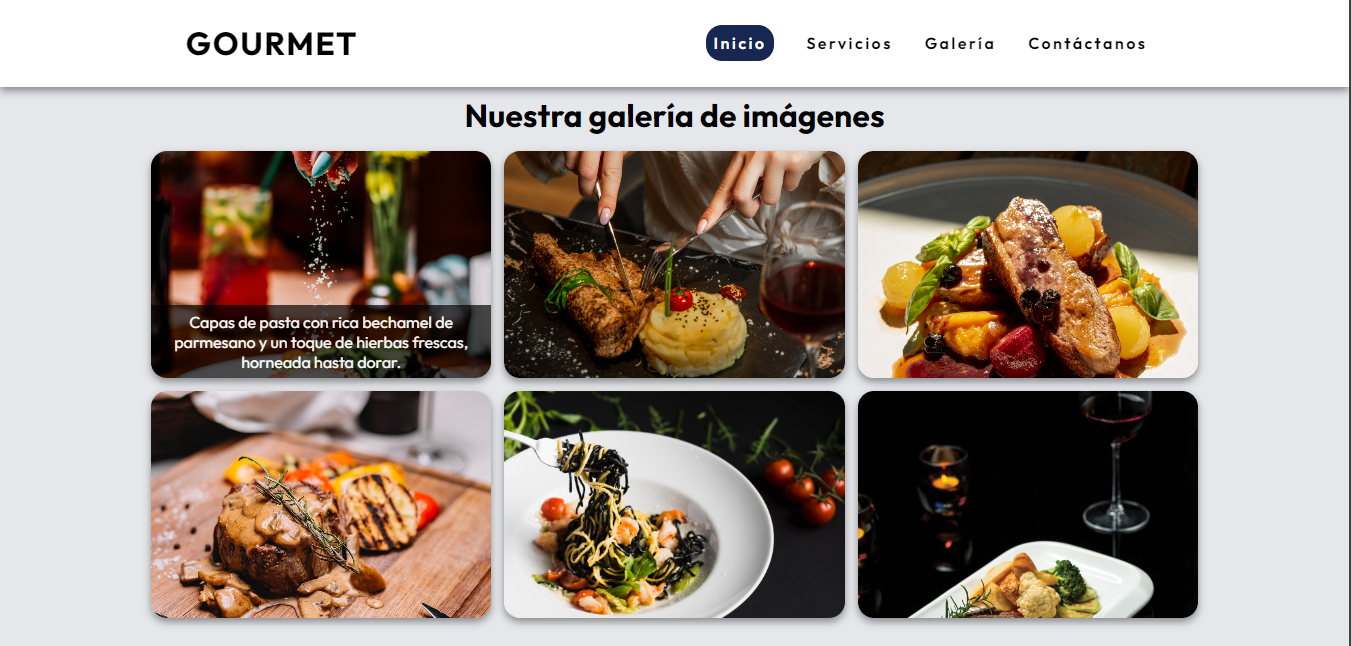 GOURMET
Inicio
Servicios
Galería
Contáctanos
Nuestra galería de imágenes
Capas de pasta con rica bechamel de
parmesano y un toque de hierbas frescas,
horneada hasta dorar.